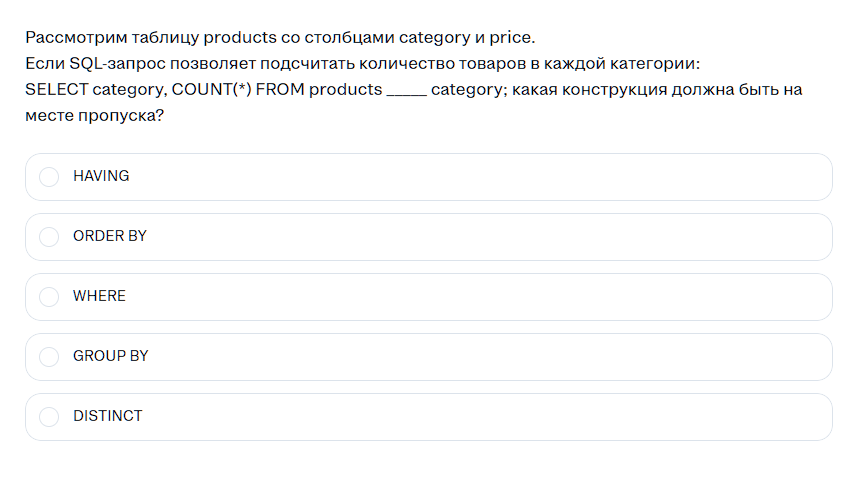 Рассмотрим таблицу products со столбцами category и price.
Если SQL-запрос позволяет подсчитать количество товаров в каждой категории:
SELECT category, COUNT(*) FROM products _____ category; какая конструкция должна быть на
месте пропуска?
HAVING
ORDER BY
WHERE
GROUP BY
DISTINCT